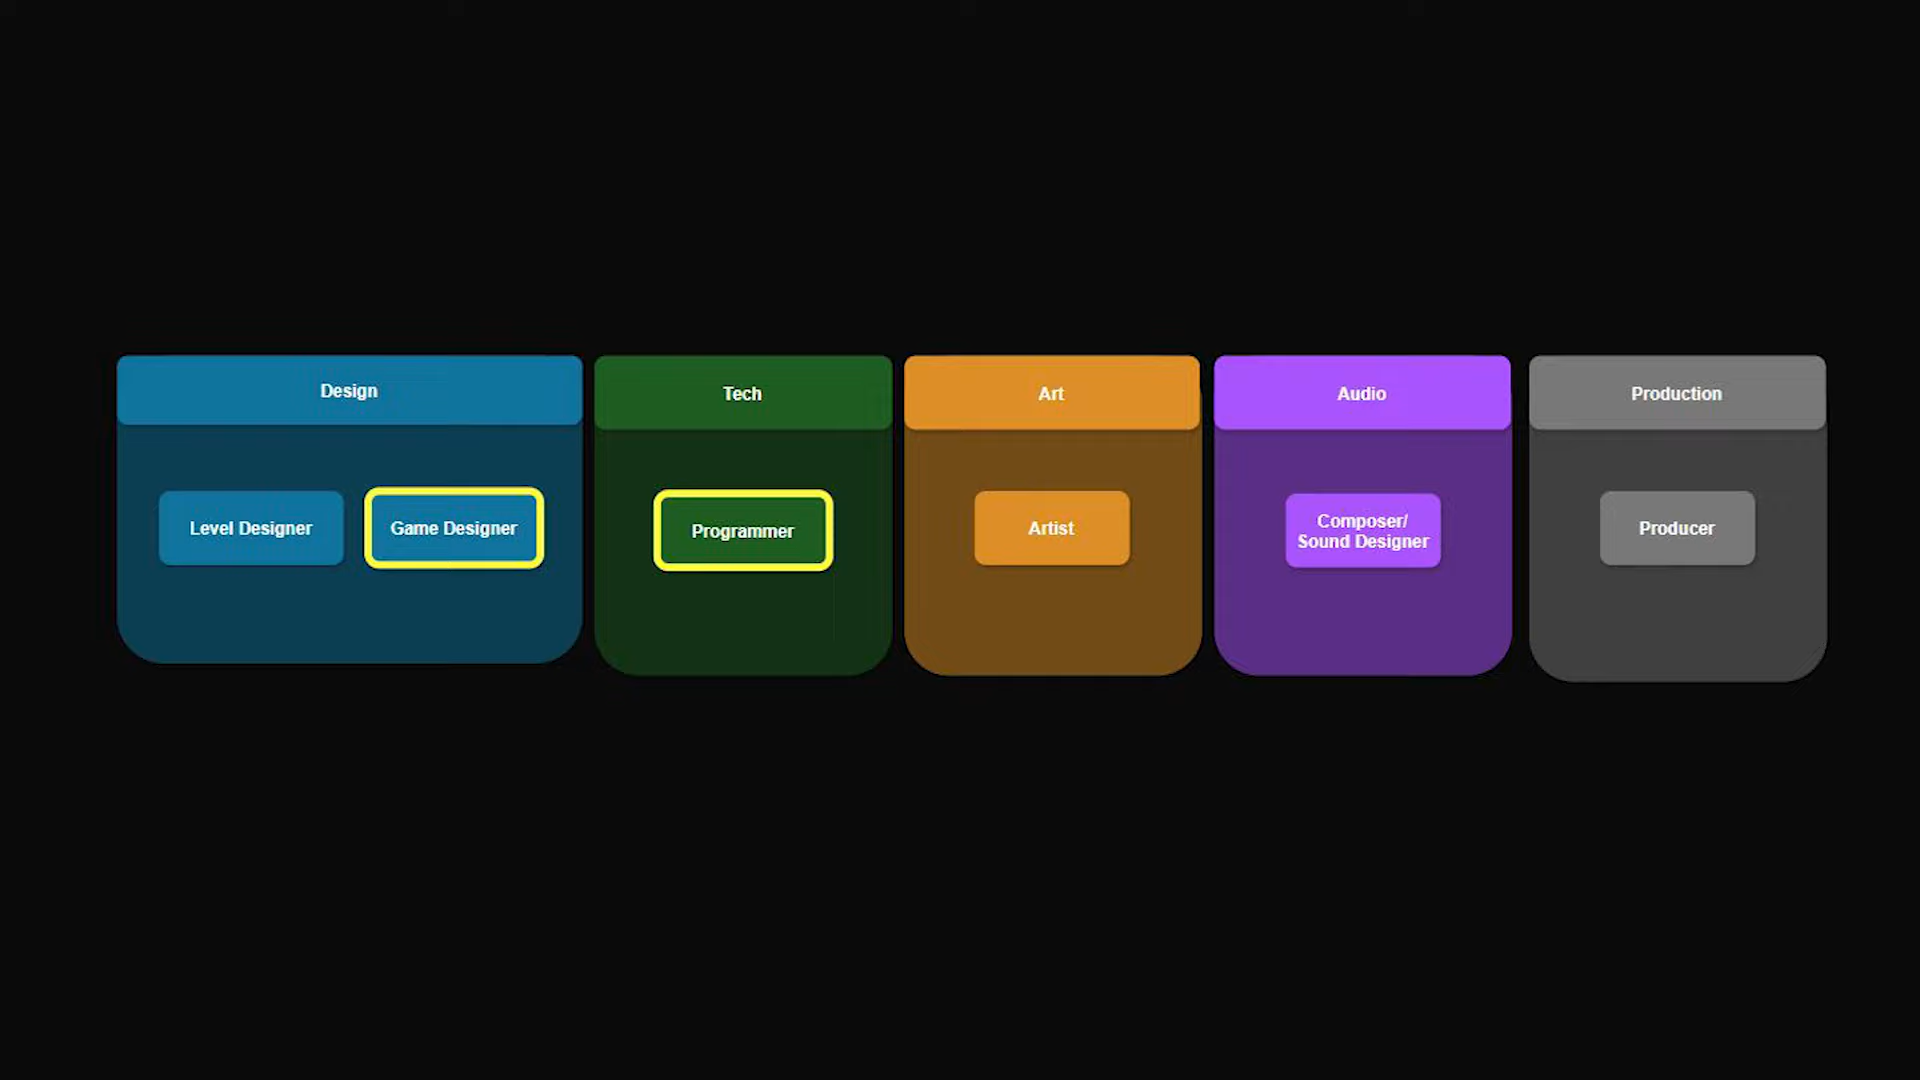 Design
Tech
Art
Audio
Production
Level Designer
Game Designer
Programmer
Artist
Composer/
Sound Designer
Producer